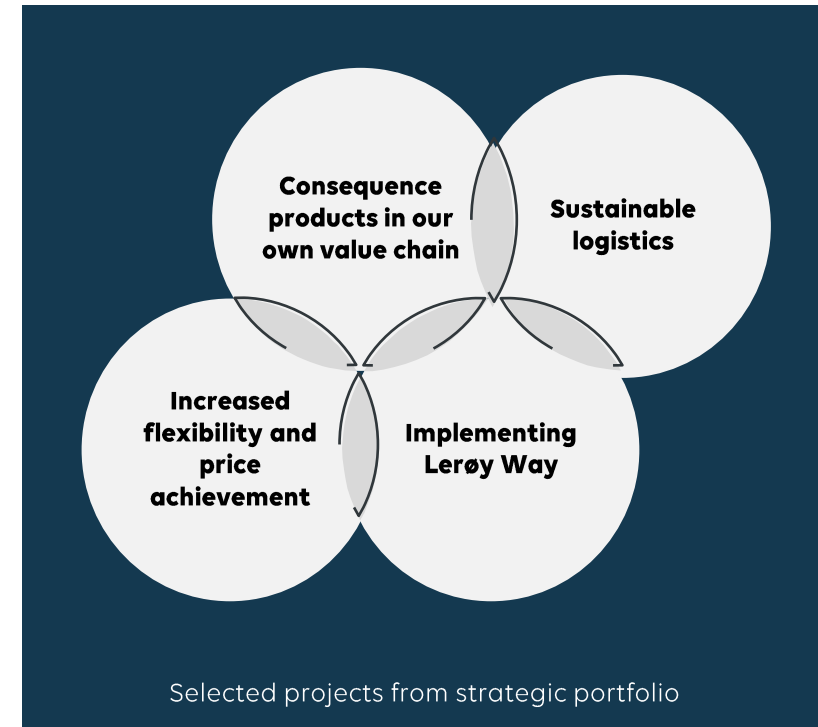 Consequence
products in our
own value chain
Sustainable
logistics
Increased
flexibility and
price
achievement
Implementing
Lerøy Way
Selected projects from strategic portfolio